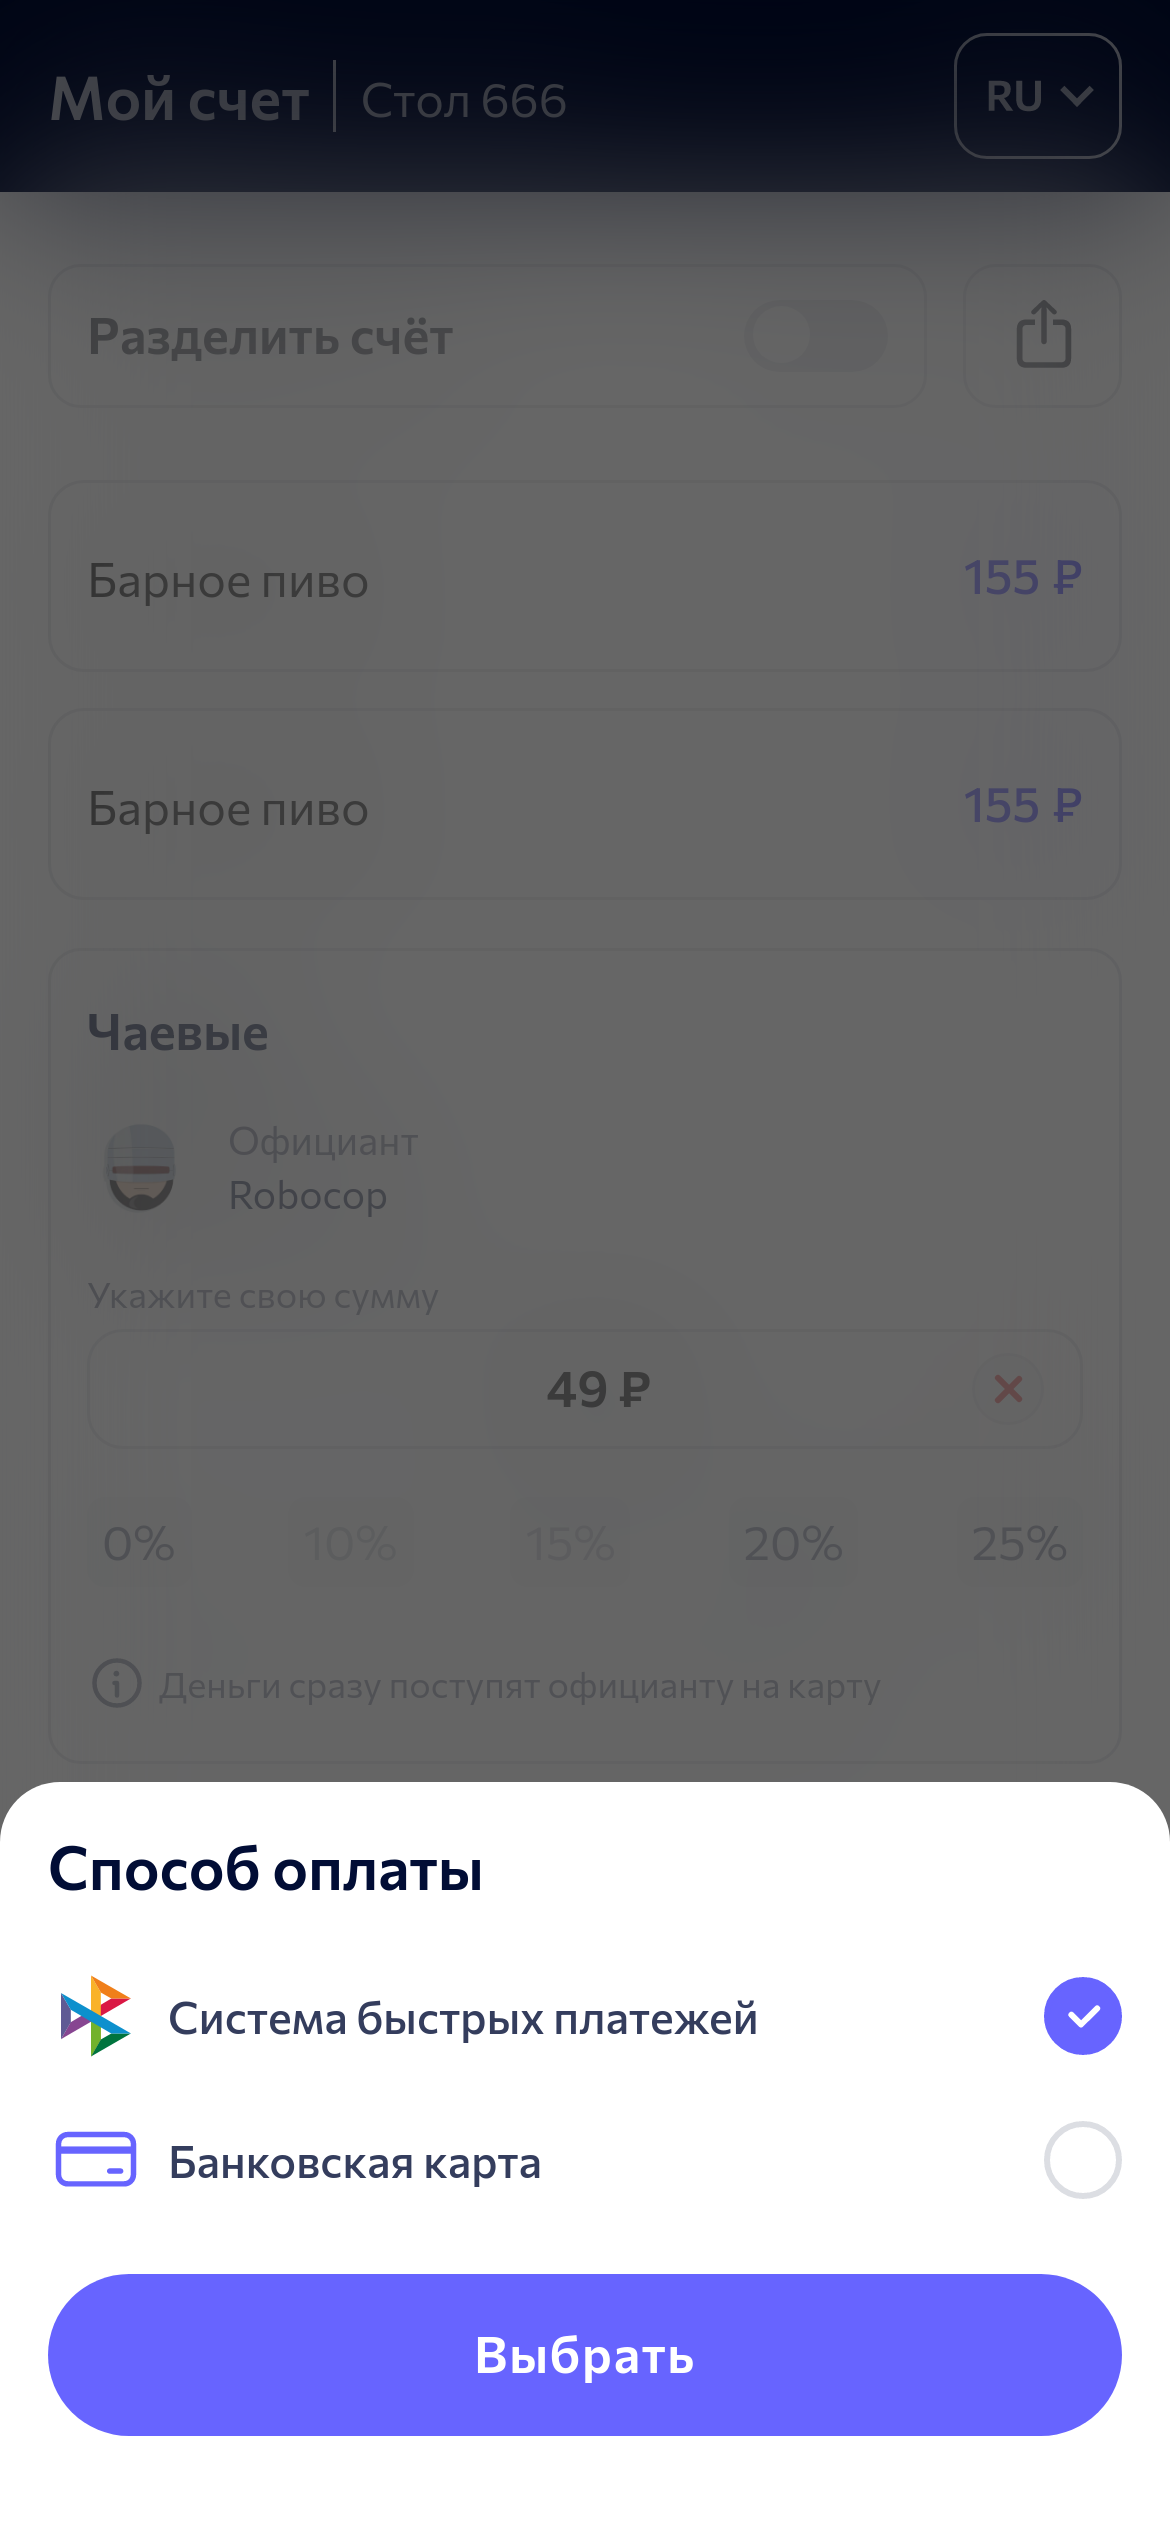 Мой счет
Стол 666
RU
Разделить счёт
Барное пиво
155 ₽
Барное пиво
155 ₽
Чаевые
Официант
Robocop
Укажите свою сумму
49 ₽
0% 10% 15% 20% 25%
Деньги сразу поступят официанту на карту
Способ оплаты
Система быстрых платежей
Банковская карта
Выбрать